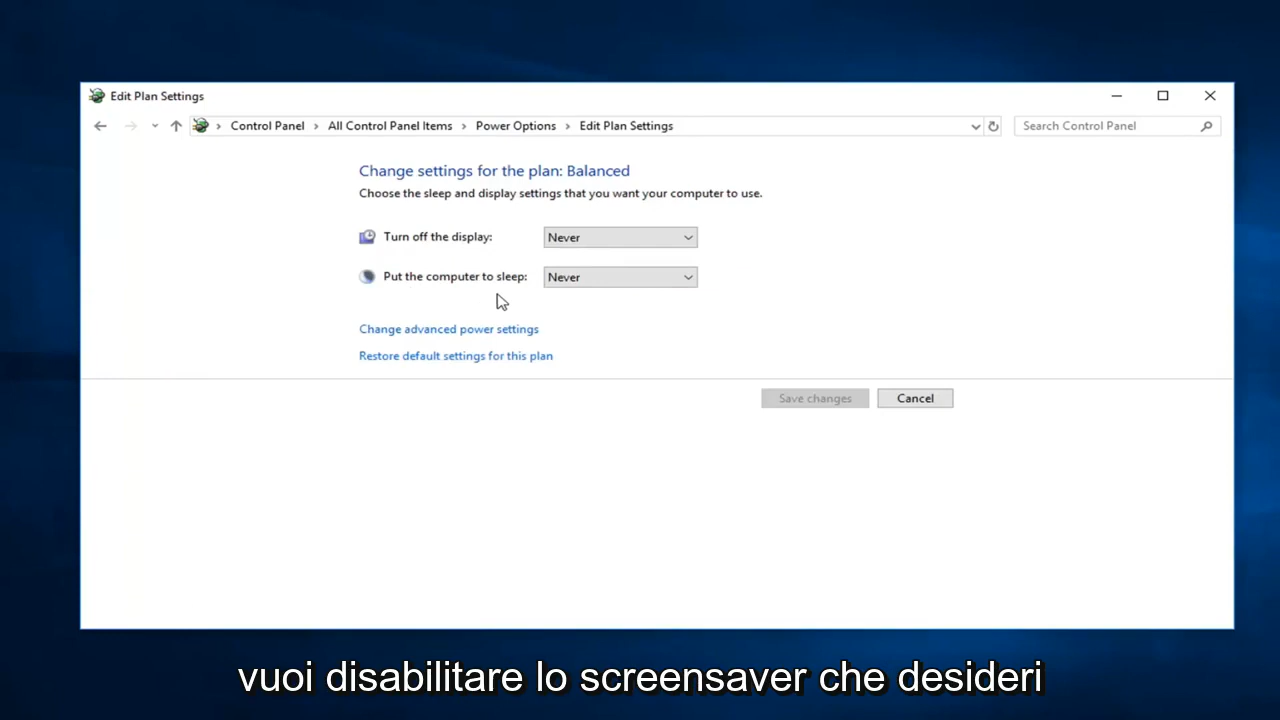 Edit Plan Settings
Control Panel > All Control Panel Items > Power Options > Edit Plan Settings
Search Control Panel
Change settings for the plan: Balanced
Choose the sleep and display settings that you want your computer to use.
Turn off the display: Never
Put the computer to sleep: Never
Change advanced power settings
Restore default settings for this plan
Save changes Cancel
vuoi disabilitare lo screensaver che desideri